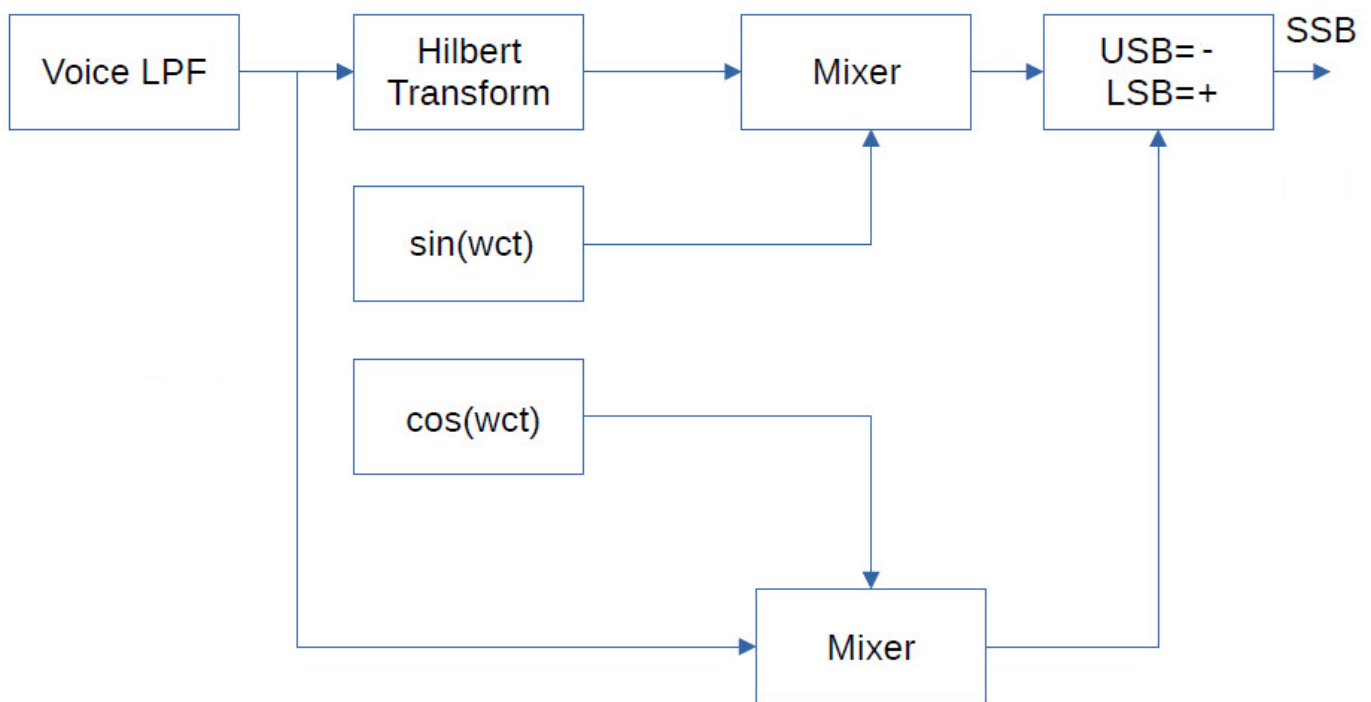 Voice LPF
Hilbert
Transform
Mixer
USB= -
LSB=+
SSB
sin(wct)
cos(wct)
Mixer